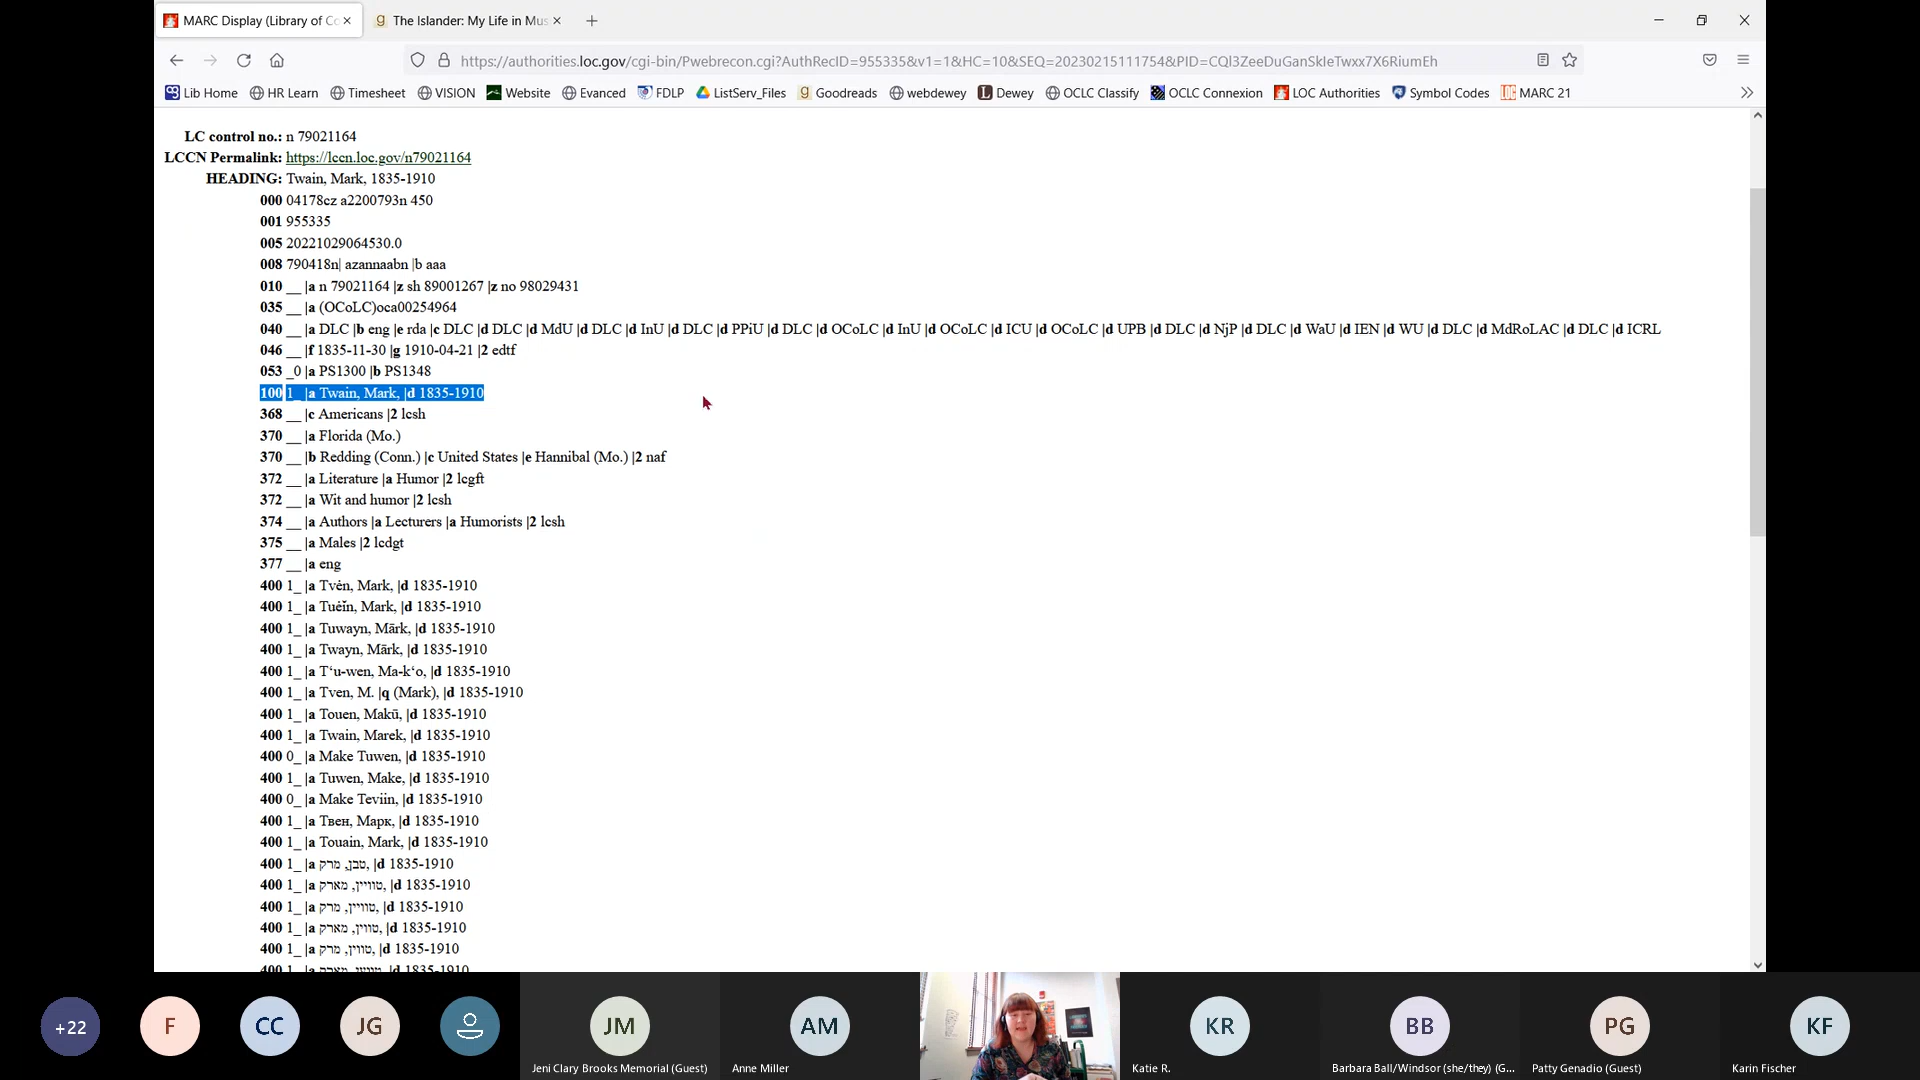 MARC Display (Library of Co
The Islander: My Life in Mus
https://authorities.loc.gov/cgi-bin/Pwebrecon.cgi?AuthRecID=955335&v1=1&HC=10&SEQ=20230215111754&PID=CQl3ZeeDuGanSkIeTwxx7X6RiumEh
Lib Home HR Learn Timesheet VISION Website Evanced FDLP ListServ_Files Goodreads webdewey Dewey OCLC Classify OCLC Connexion LOC Authorities Symbol Codes MARC 21
LC control no.: n 79021164
LCCN Permalink: https://lccn.loc.gov/n79021164
HEADING: Twain, Mark, 1835-1910
000 04178cz a2200793n 450
001 955335
005 20221029064530.0
008 790418n| azannaabn |b aaa
010 __ |a n 79021164 |z sh 89001267 |z no 98029431
035 __ |a (OCoLC)oca00254964
040 __ |a DLC |b eng |e rda |c DLC |d DLC |d MdU |d DLC |d InU |d DLC |d PPiU |d DLC |d OCoLC |d InU |d OCoLC |d ICU |d OCoLC |d UPB |d DLC |d NjP |d DLC |d WaU |d IEN |d WU |d DLC |d MdRoLAC |d DLC |d ICRL
046 __ |f 1835-11-30 |g 1910-04-21 |2 edtf
053 _0 |a PS1300 |b PS1348
100 1_ |a Twain, Mark, |d 1835-1910
368 __ |c Americans |2 lcsh
370 __ |a Florida (Mo.)
370 __ |b Redding (Conn.) |c United States |e Hannibal (Mo.) |2 naf
372 __ |a Literature |a Humor |2 lcgft
372 __ |a Wit and humor |2 lcsh
374 __ |a Authors |a Lecturers |a Humorists |2 lcsh
375 __ |a Males |2 lcdgt
377 __ |a eng
400 1_ |a Tvėn, Mark, |d 1835-1910
400 1_ |a Tuėĭn, Mark, |d 1835-1910
400 1_ |a Tuwayn, Mārk, |d 1835-1910
400 1_ |a Twayn, Mārk, |d 1835-1910
400 1_ |a Tʻu-wen, Ma-kʻo, |d 1835-1910
400 1_ |a Tven, M. |q (Mark), |d 1835-1910
400 1_ |a Touen, Makū, |d 1835-1910
400 1_ |a Twain, Marek, |d 1835-1910
400 0_ |a Make Tuwen, |d 1835-1910
400 1_ |a Tuwen, Make, |d 1835-1910
400 0_ |a Make Teviin, |d 1835-1910
400 1_ |a Твен, Марк, |d 1835-1910
400 1_ |a Touain, Mark, |d 1835-1910
400 1_ |a טבן, מרק, |d 1835-1910
400 1_ |a טוויין, מארק, |d 1835-1910
400 1_ |a טוויין, מרק, |d 1835-1910
400 1_ |a טווין, מארק, |d 1835-1910
400 1_ |a טווין, מרק, |d 1835-1910
400 1_ |a |d 1835-1910
+22 F CC JG JM AM KR BB PG KF
Jeni Clary Brooks Memorial (Guest) Anne Miller Katie R. Barbara Ball/Windsor (she/they) (G... Patty Genadio (Guest) Karin Fischer